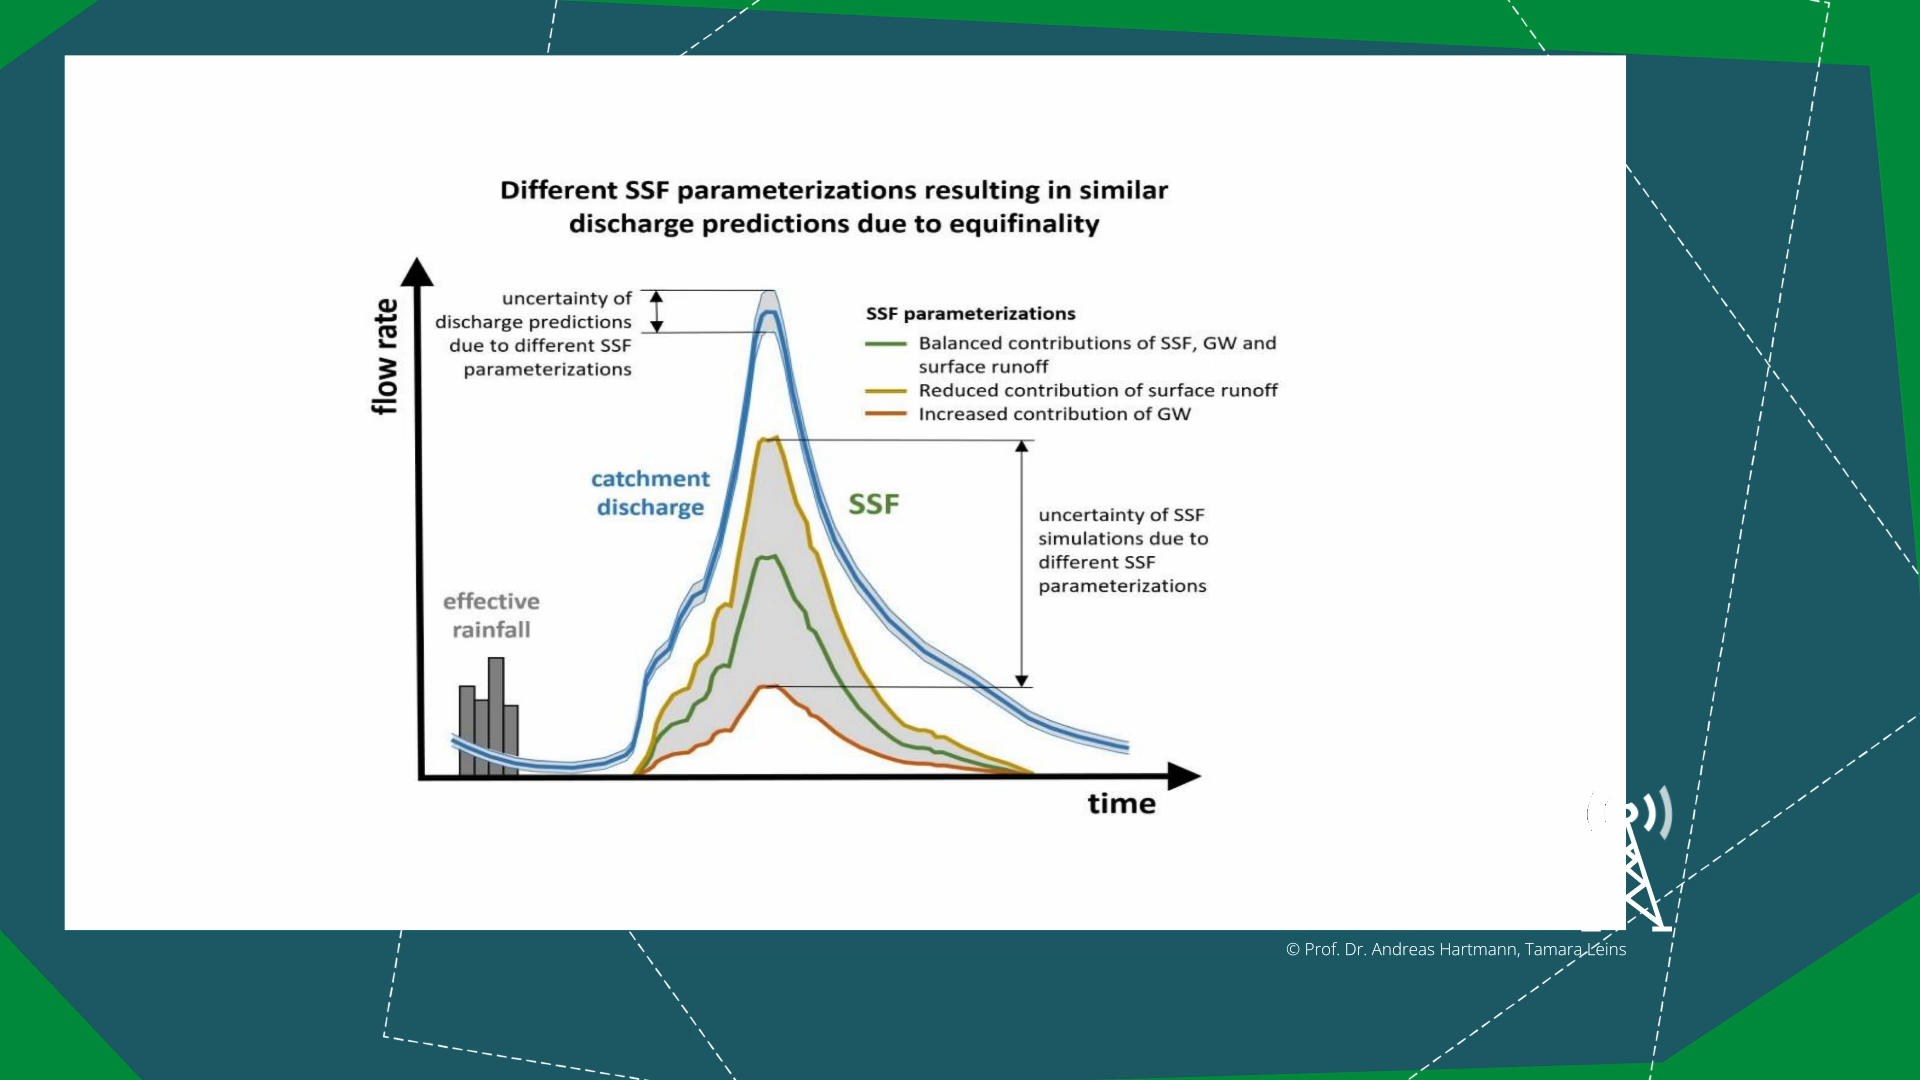 Different SSF parameterizations resulting in similar
discharge predictions due to equifinality
flow rate
uncertainty of
discharge predictions
due to different SSF
parameterizations
SSF parameterizations
Balanced contributions of SSF, GW and
surface runoff
Reduced contribution of surface runoff
Increased contribution of GW
catchment
discharge
SSF
uncertainty of SSF
simulations due to
different SSF
parameterizations
effective
rainfall
time
© Prof. Dr. Andreas Hartmann, Tamara Leins